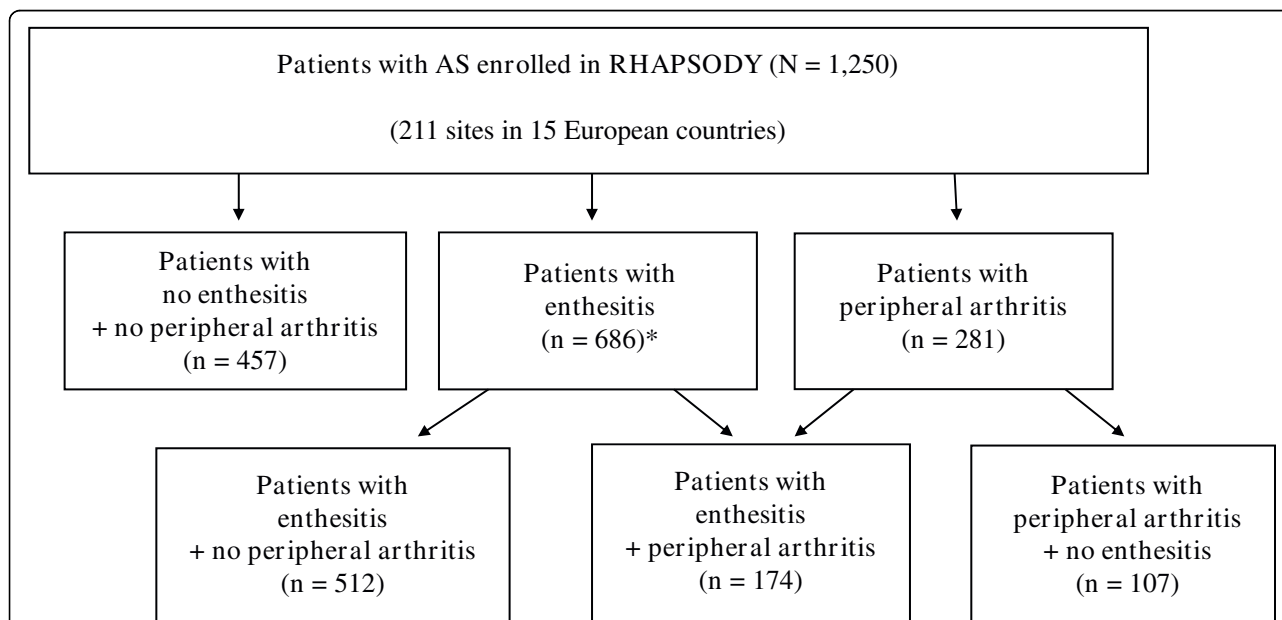 Patients with AS enrolled in RHAPSODY (N = 1,250)
(211 sites in 15 European countries)
Patients with
no enthesitis
+ no peripheral arthritis
(n = 457)
Patients with
enthesitis
(n = 686)*
Patients with
peripheral arthritis
(n = 281)
Patients with
enthesitis
+ no peripheral arthritis
(n = 512)
Patients with
enthesitis
+ peripheral arthritis
(n = 174)
Patients with
peripheral arthritis
+ no enthesitis
(n = 107)